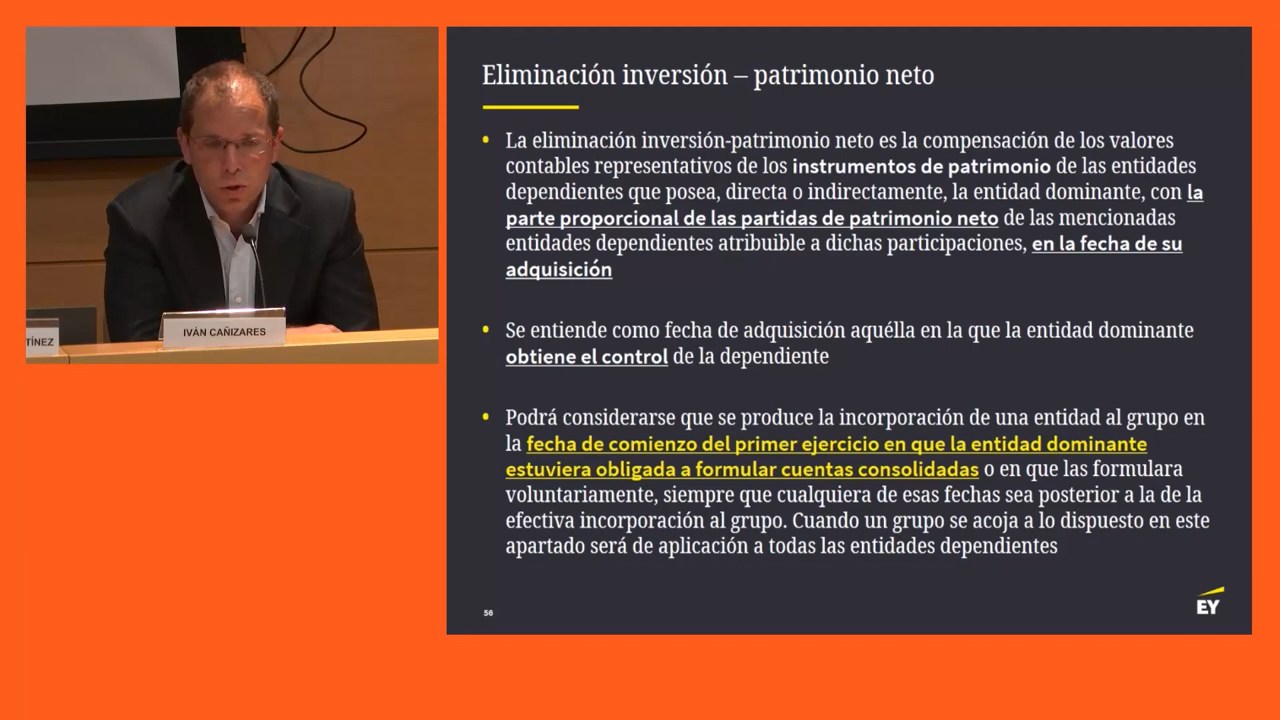 TÍNEZ
IVÁN CAÑIZARES
Eliminación inversión – patrimonio neto
• La eliminación inversión-patrimonio neto es la compensación de los valores
contables representativos de los instrumentos de patrimonio de las entidades
dependientes que posea, directa o indirectamente, la entidad dominante, con la
parte proporcional de las partidas de patrimonio neto de las mencionadas
entidades dependientes atribuible a dichas participaciones, en la fecha de su
adquisición
• Se entiende como fecha de adquisición aquélla en la que la entidad dominante
obtiene el control de la dependiente
• Podrá considerarse que se produce la incorporación de una entidad al grupo en
la fecha de comienzo del primer ejercicio en que la entidad dominante
estuviera obligada a formular cuentas consolidadas o en que las formulara
voluntariamente, siempre que cualquiera de esas fechas sea posterior a la de la
efectiva incorporación al grupo. Cuando un grupo se acoja a lo dispuesto en este
apartado será de aplicación a todas las entidades dependientes
56
EY